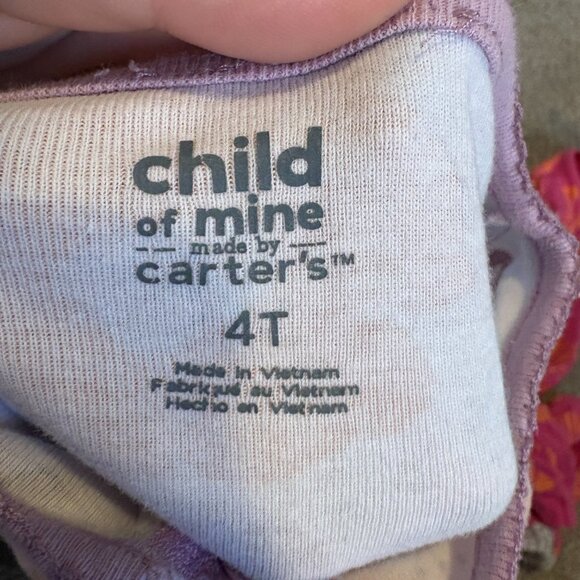 child
of mine
made by
carter's™
4T
Made in Vietnam
Fabriqué au Vietnam
Hecho en Vietnam